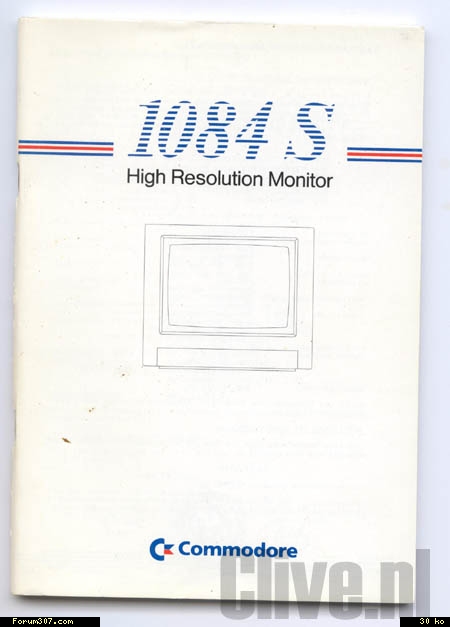 1084 S
High Resolution Monitor
Commodore
Clive.nl
Forum307.com
30 ko